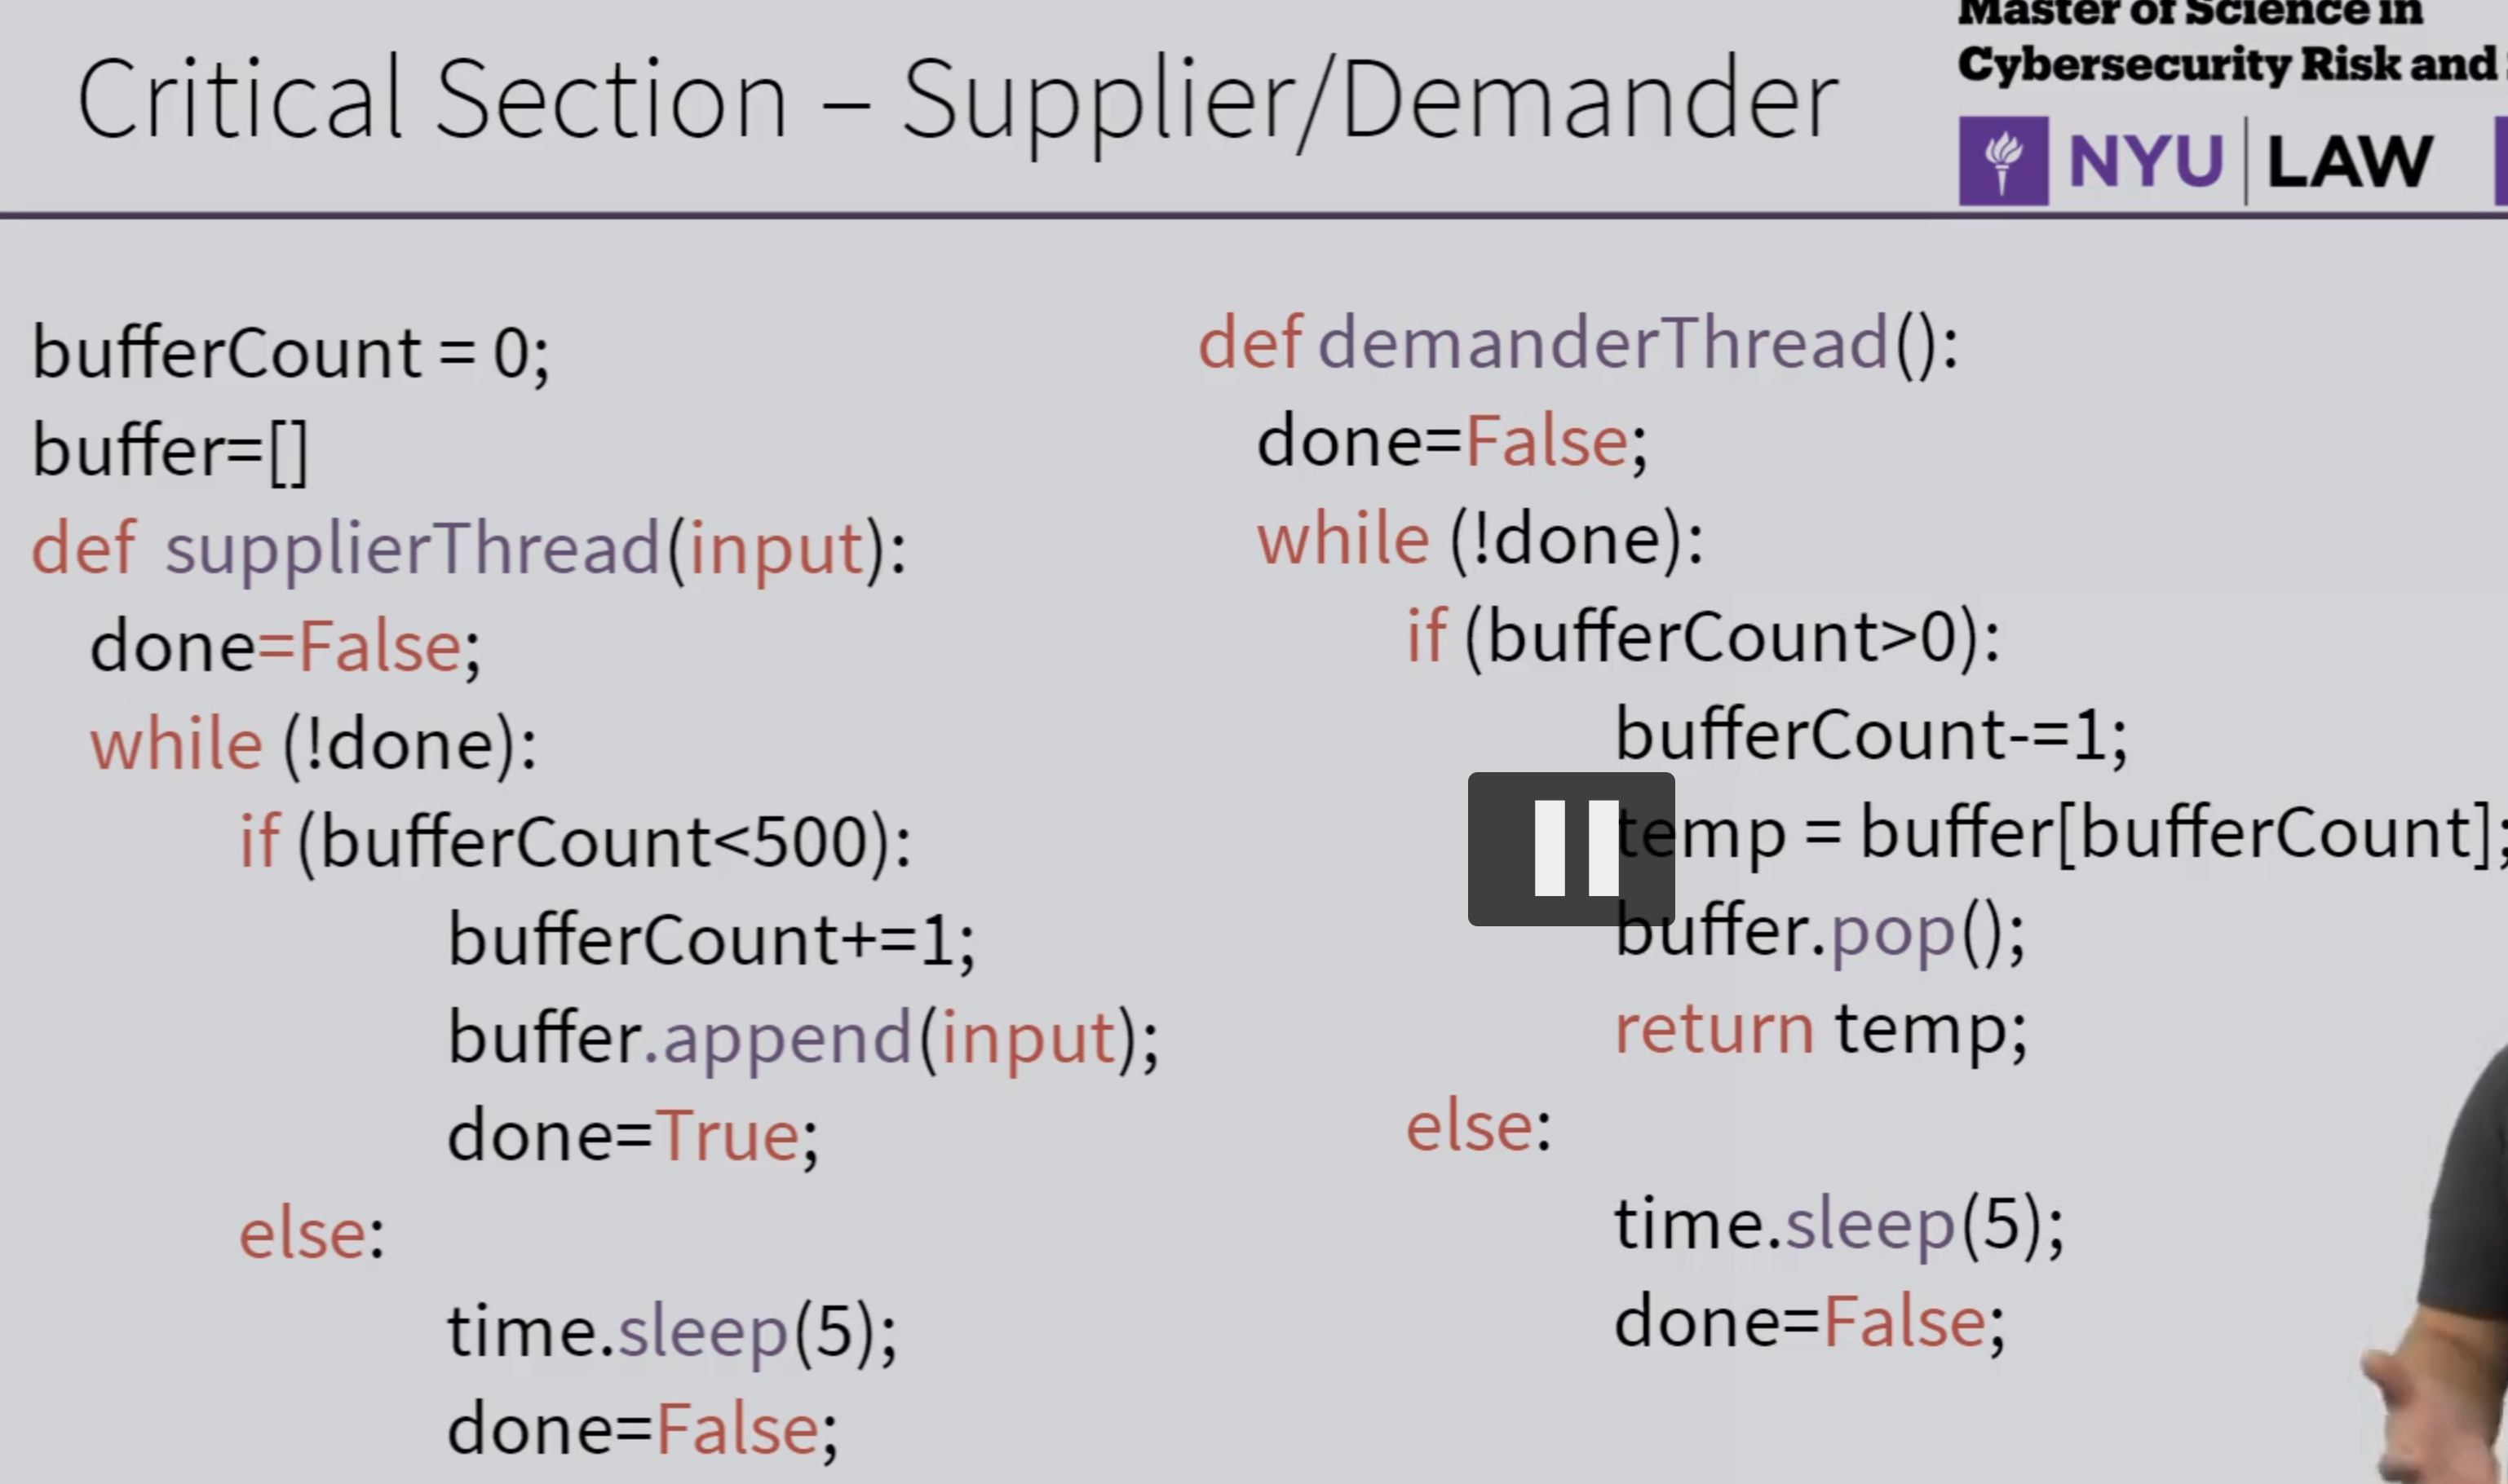 Critical Section – Supplier/Demander
Master of Science in
Cybersecurity Risk and
NYU LAW
bufferCount = 0;
buffer=[]
def supplierThread(input):
done=False;
while (!done):
if (bufferCount<500):
bufferCount+=1;
buffer.append(input);
done=True;
else:
time.sleep(5);
done=False;
def demanderThread():
done=False;
while (!done):
if (bufferCount>0):
bufferCount-=1;
temp = buffer[bufferCount];
buffer.pop();
return temp;
else:
time.sleep(5);
done=False;